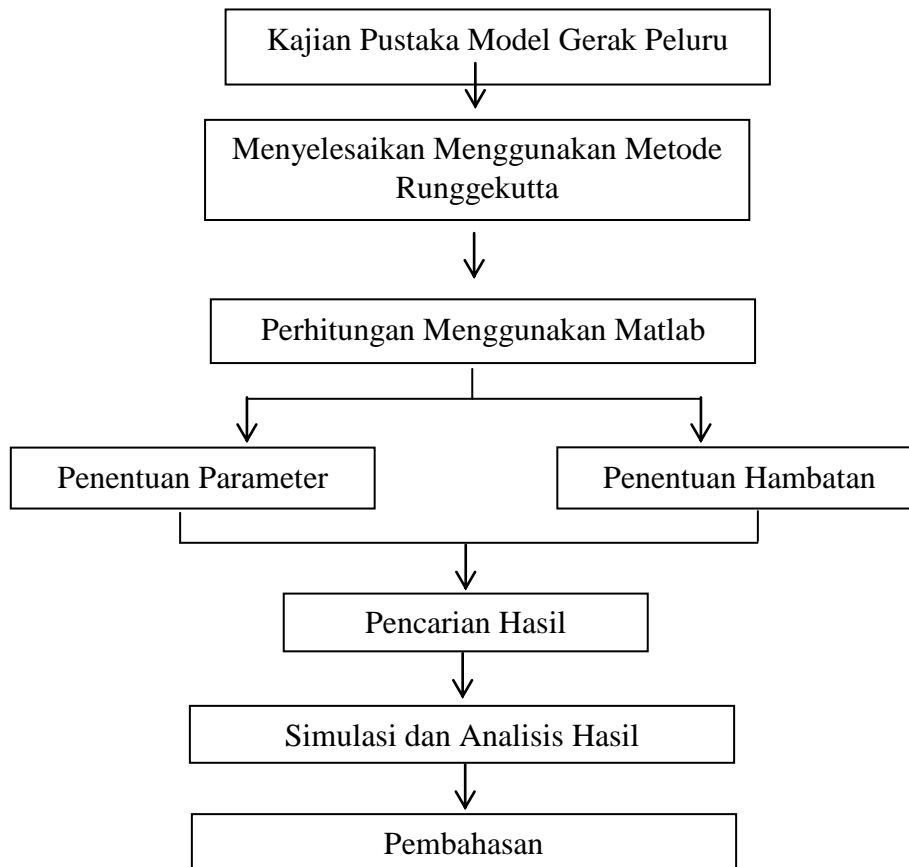 Kajian Pustaka Model Gerak Peluru
Menyelesaikan Menggunakan Metode
Runggekutta
Perhitungan Menggunakan Matlab
Penentuan Parameter
Penentuan Hambatan
Pencarian Hasil
Simulasi dan Analisis Hasil
Pembahasan